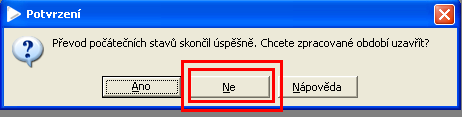 Potvrzení
Převod počátečních stavů skončil úspěšně. Chcete zpracované období uzavřít?
Ano Ne Nápověda